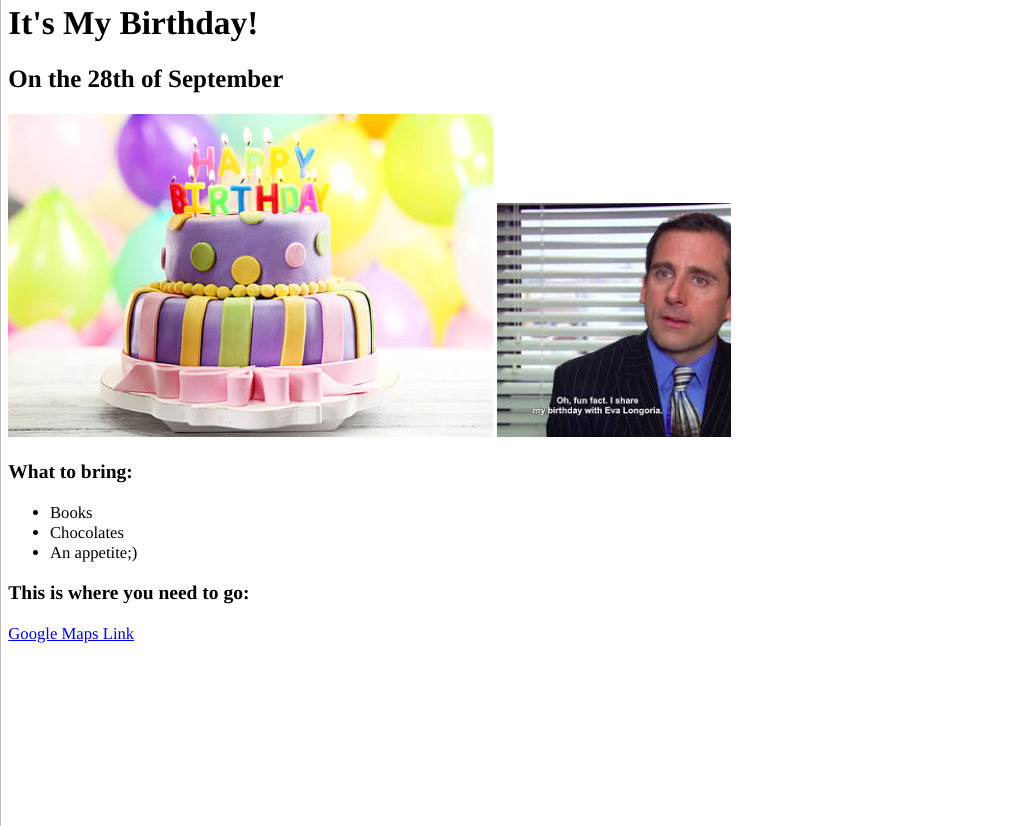 It's My Birthday!
On the 28th of September
HAPPY
BIRTHDAY
Oh, fun fact. I share
my birthday with Eva Longoria.
What to bring:
Books
Chocolates
An appetite;)
This is where you need to go:
Google Maps Link